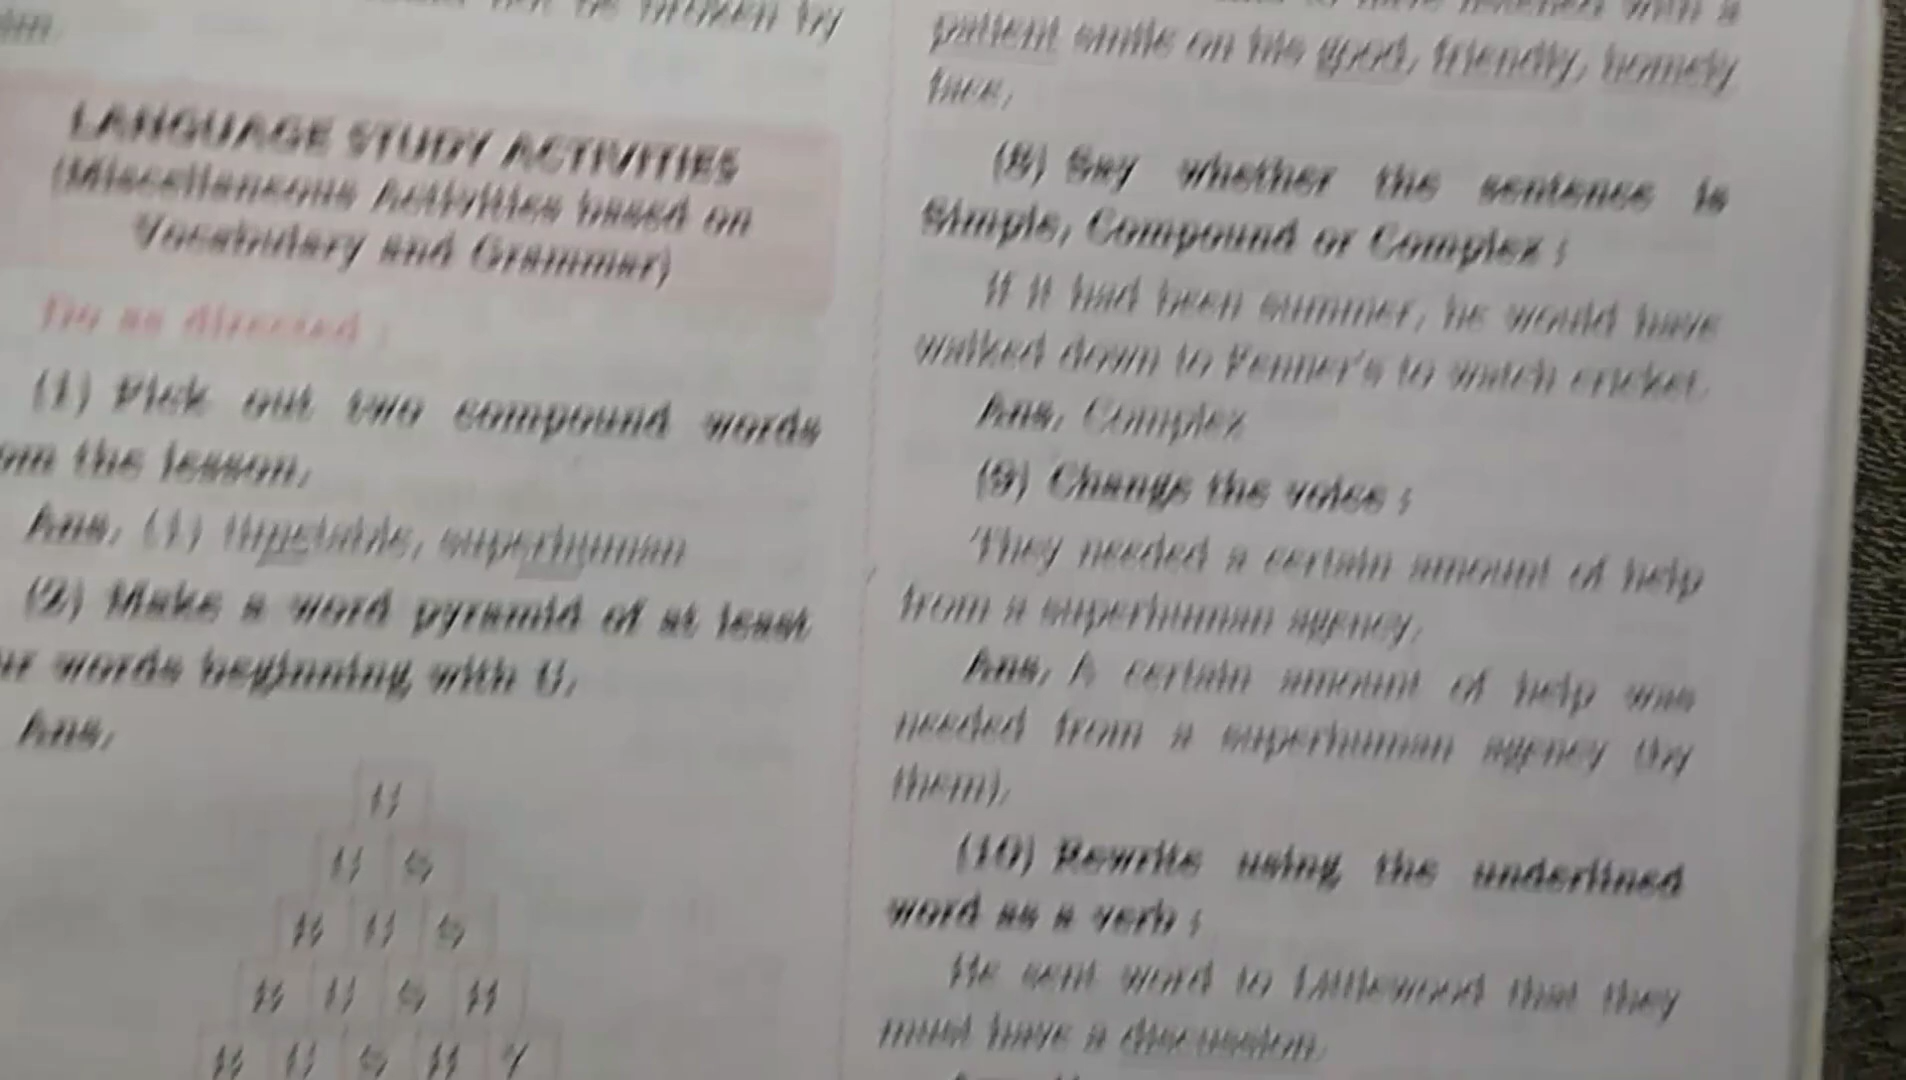 LANGUAGE STUDY ACTIVITIES
(Miscellaneous Activities based on
Vocabulary and Grammar)
Do as directed :
(1) Pick out two compound words
the lesson.
Ans. (1) timetable, superhuman
(2) Make a word pyramid of at least
words beginning with U.
Ans.
patient smile on his good, friendly, homely
face.
(8) Say whether the sentence is
Simple, Compound or Complex :
If it had been summer, he would have
walked down to Fenner's to watch cricket.
Ans. Complex
(9) Change the voice :
They needed a certain amount of help
from a superhuman agency.
Ans. A certain amount of help was
needed from a superhuman agency (by
them).
(10) Rewrite using the underlined
word as a verb :
He sent word to Littlewood that they
must have a discussion.